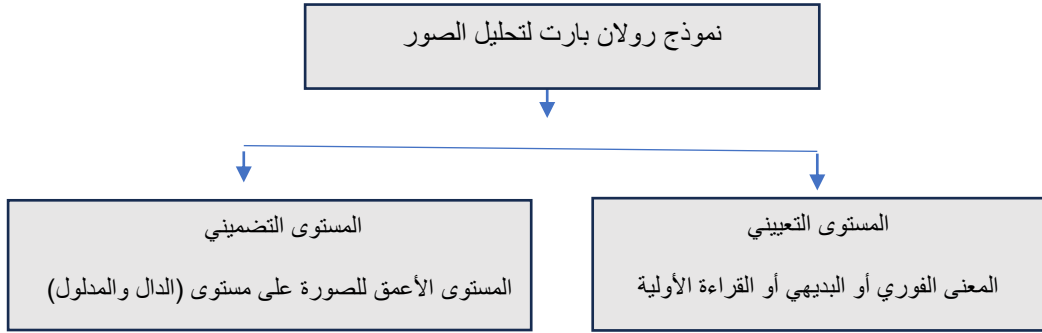 نموذج رولان بارت لتحليل الصور
المستوى التعييني
المعنى الفوري أو البديهي أو القراءة الأولية
المستوى التضميني
المستوى الأعمق للصورة على مستوى (الدال والمدلول)